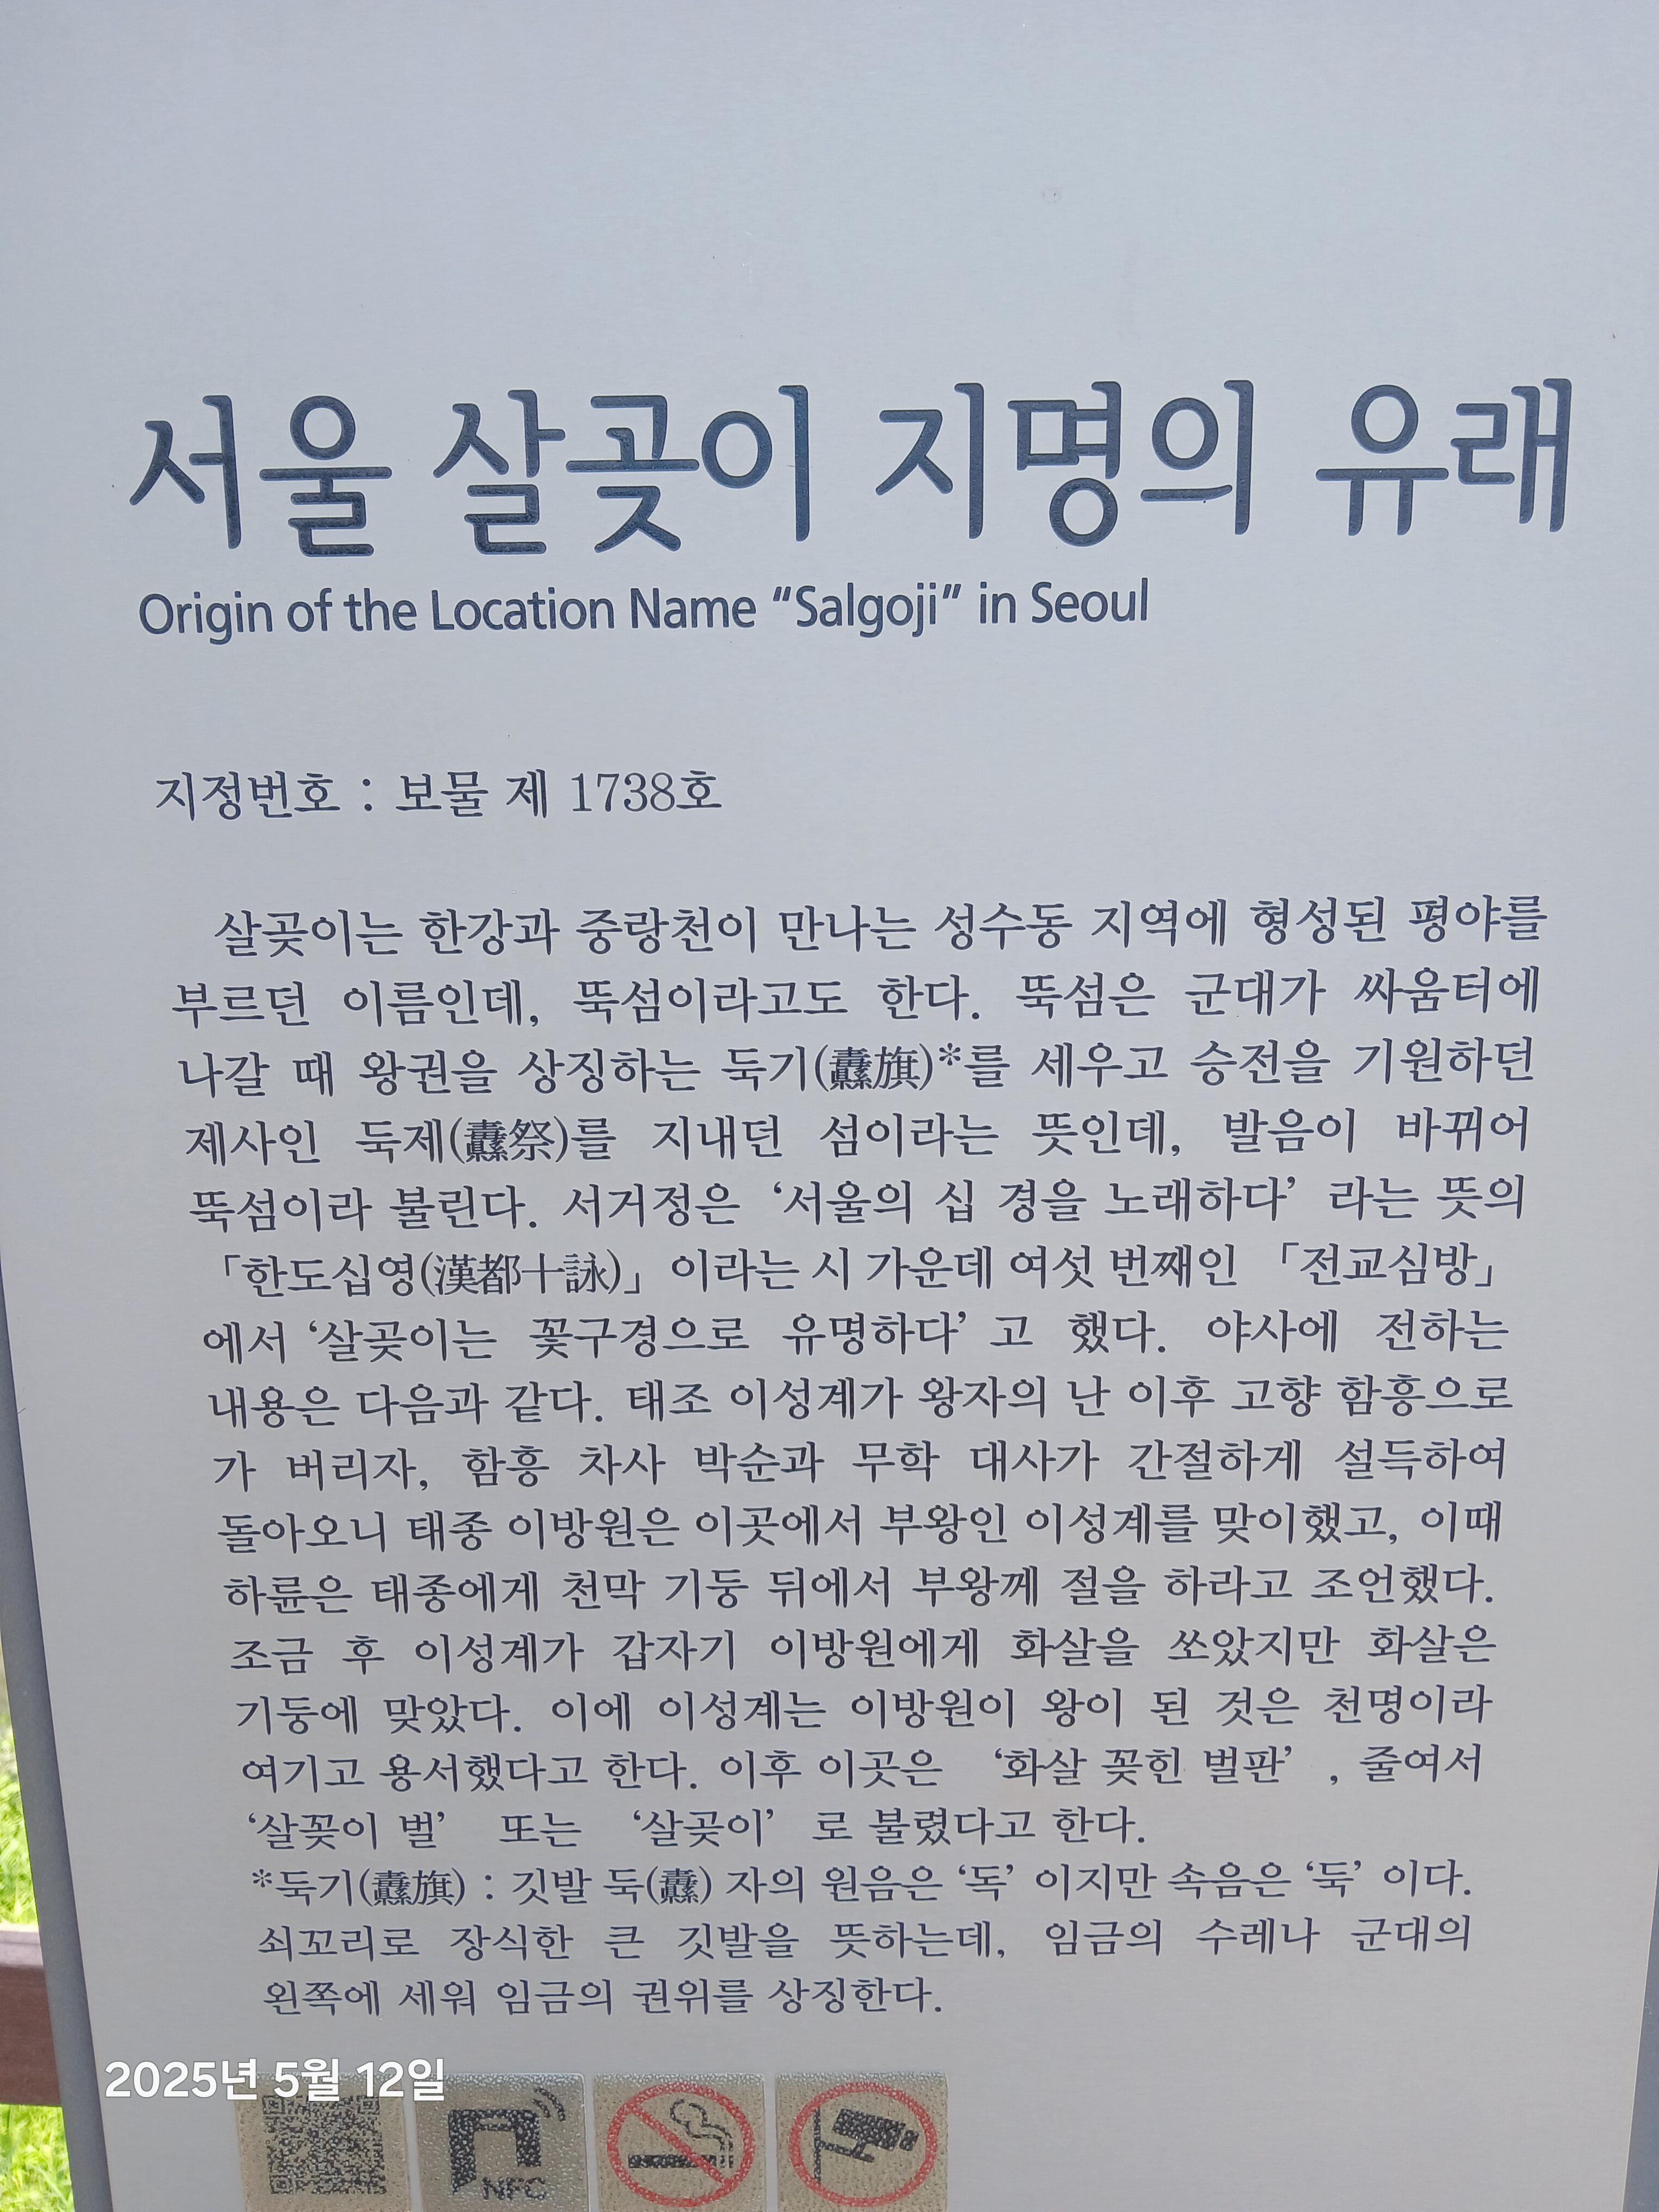 서울 살곶이 지명의 유래
Origin of the Location Name “Salgoji” in Seoul
지정번호 : 보물 제 1738호
살곶이는 한강과 중랑천이 만나는 성수동 지역에 형성된 평야를
부르던 이름인데, 뚝섬이라고도 한다. 뚝섬은 군대가 싸움터에
나갈 때 왕권을 상징하는 둑기(纛旗)*를 세우고 승전을 기원하던
제사인 둑제(纛祭)를 지내던 섬이라는 뜻인데, 발음이 바뀌어
뚝섬이라 불린다. 서거정은 ‘서울의 십 경을 노래하다’ 라는 뜻의
「한도십영(漢都十詠)」이라는 시 가운데 여섯 번째인 「전교심방」
에서 ‘살곶이는 꽃구경으로 유명하다’ 고 했다. 야사에 전하는
내용은 다음과 같다. 태조 이성계가 왕자의 난 이후 고향 함흥으로
가 버리자, 함흥 차사 박순과 무학 대사가 간절하게 설득하여
돌아오니 태종 이방원은 이곳에서 부왕인 이성계를 맞이했고, 이때
하륜은 태종에게 천막 기둥 뒤에서 부왕께 절을 하라고 조언했다.
조금 후 이성계가 갑자기 이방원에게 화살을 쏘았지만 화살은
기둥에 맞았다. 이에 이성계는 이방원이 왕이 된 것은 천명이라
여기고 용서했다고 한다. 이후 이곳은 ‘화살 꽂힌 벌판’ , 줄여서
‘살꽂이 벌’ 또는 ‘살곶이’ 로 불렸다고 한다.
*둑기(纛旗) : 깃발 둑(纛) 자의 원음은 ‘독’ 이지만 속음은 ‘둑’ 이다.
쇠꼬리로 장식한 큰 깃발을 뜻하는데, 임금의 수레나 군대의
왼쪽에 세워 임금의 권위를 상징한다.
2025년 5월 12일
NFC